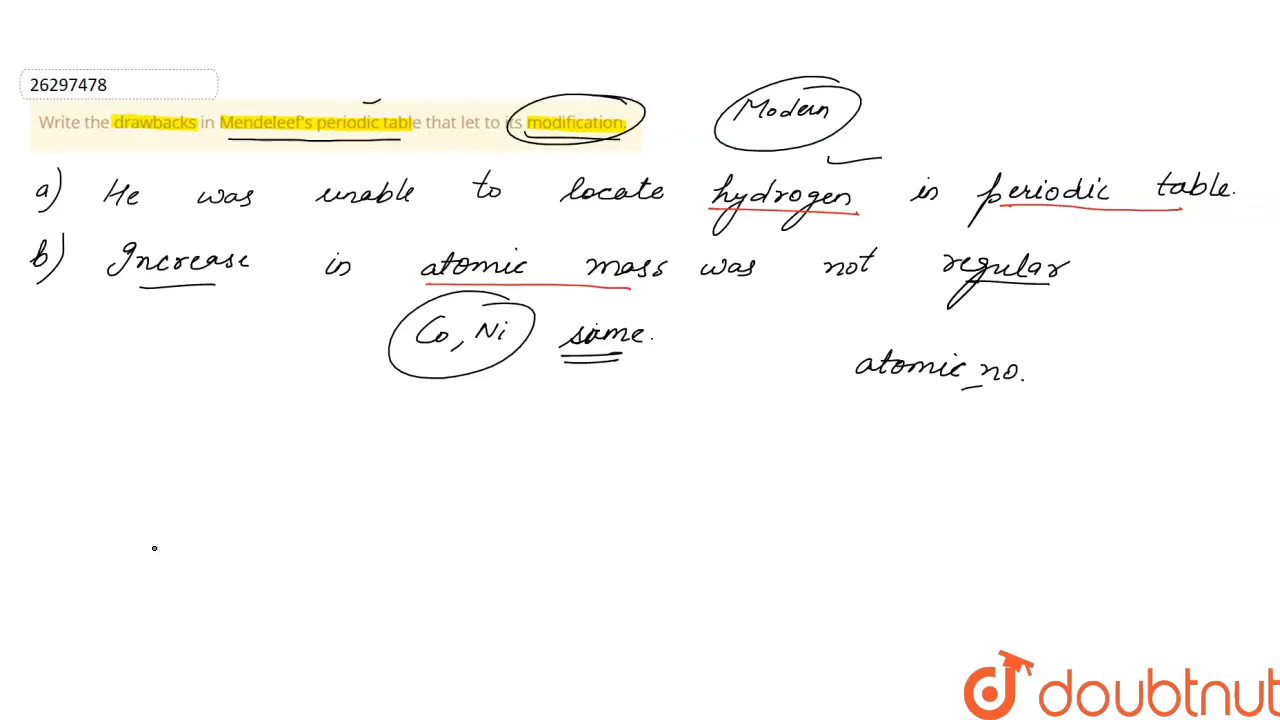 26297478
Write the drawbacks in Mendeleef's periodic table that let to its modification.
Modern
a) He was unable to locate hydrogen in periodic table.
b) Increase in atomic mass was not regular
Co, Ni same.
atomic no.
doubtnut